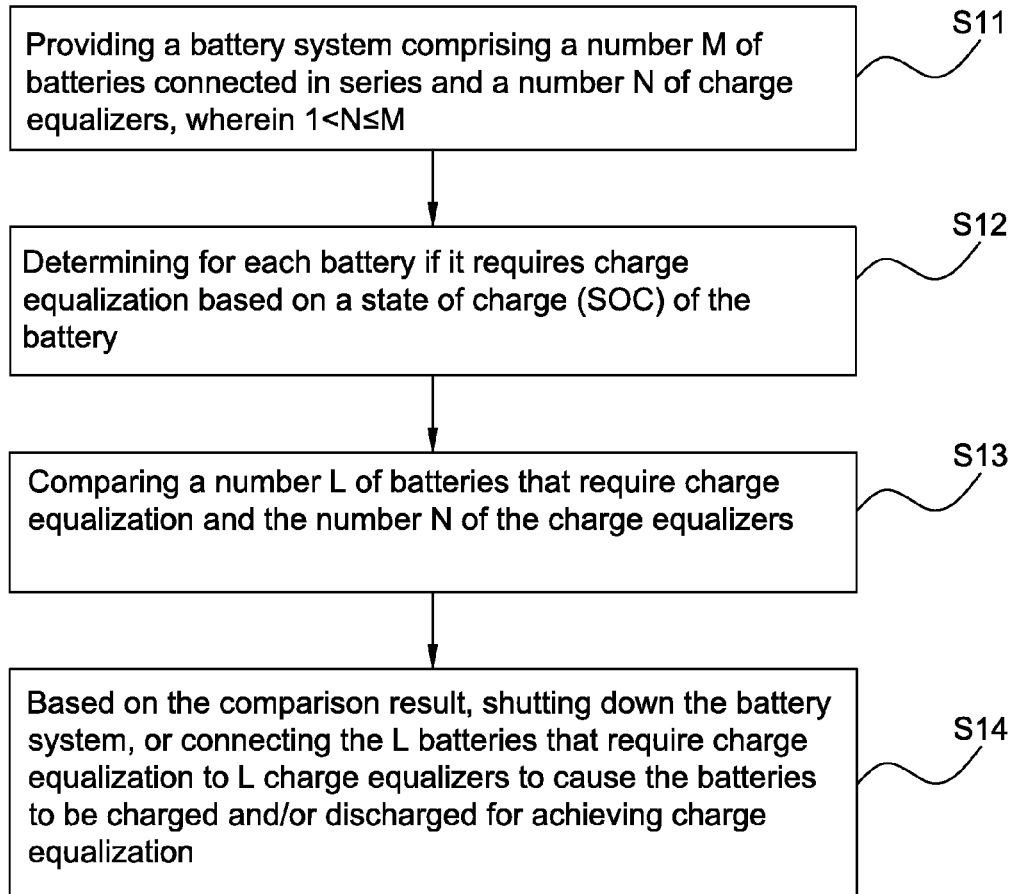 Providing a battery system comprising a number M of
batteries connected in series and a number N of charge
equalizers, wherein 1<N≤M
S11
Determining for each battery if it requires charge
equalization based on a state of charge (SOC) of the
battery
S12
Comparing a number L of batteries that require charge
equalization and the number N of the charge equalizers
S13
Based on the comparison result, shutting down the battery
system, or connecting the L batteries that require charge
equalization to L charge equalizers to cause the batteries
to be charged and/or discharged for achieving charge
equalization
S14